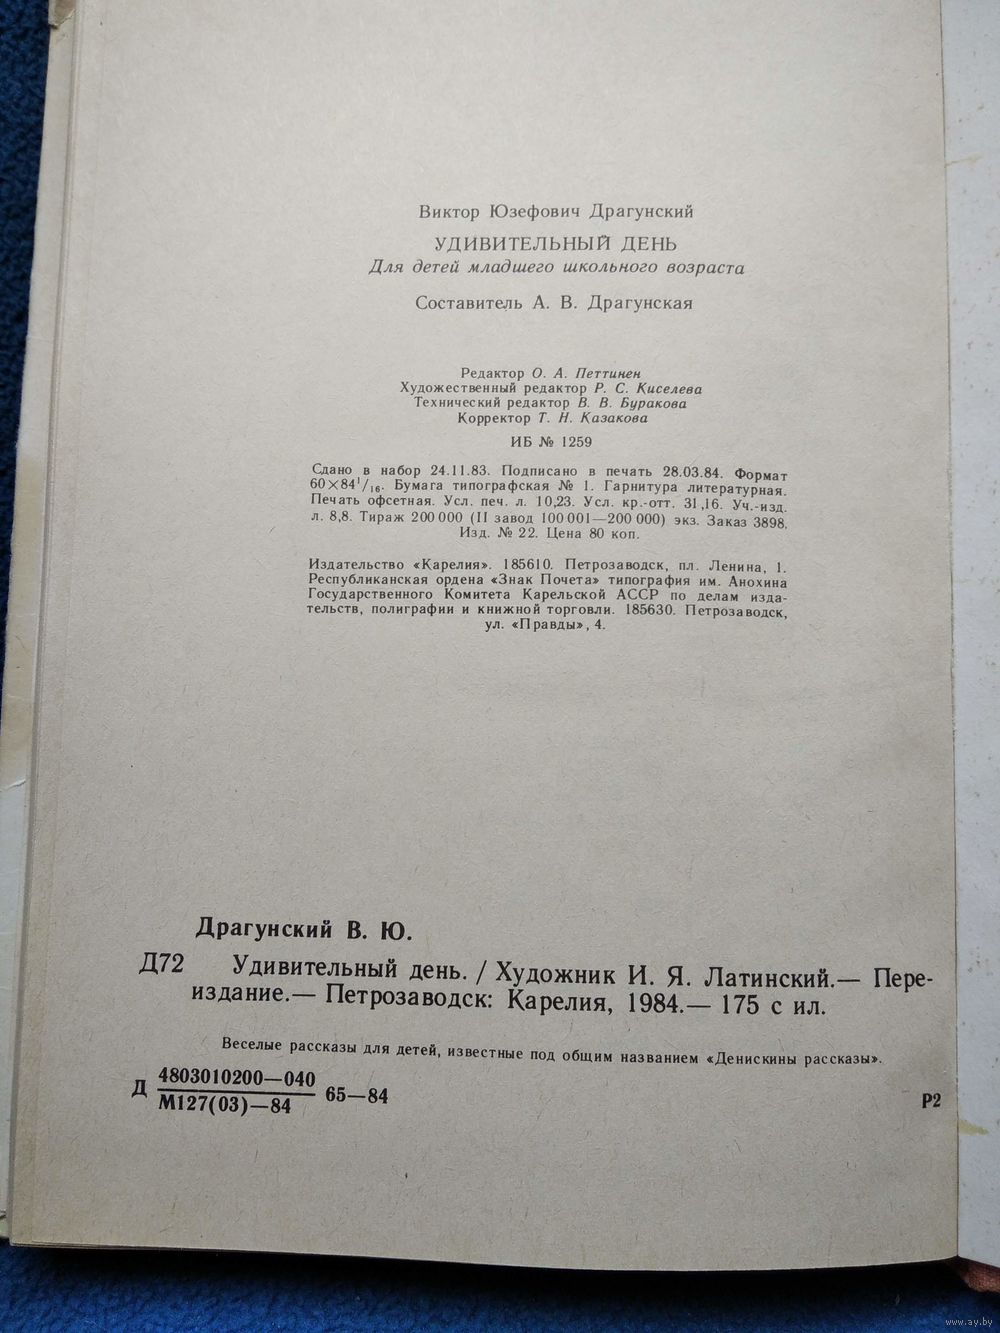 Виктор Юзефович Драгунский
УДИВИТЕЛЬНЫЙ ДЕНЬ
Для детей младшего школьного возраста
Составитель А. В. Драгунская
Редактор О. А. Петтинен
Художественный редактор Р. С. Киселева
Технический редактор В. В. Буракова
Корректор Т. Н. Казакова
ИБ № 1259
Сдано в набор 24.11.83. Подписано в печать 28.03.84. Формат
60×84¹/₁₆. Бумага типографская № 1. Гарнитура литературная.
Печать офсетная. Усл. печ. л. 10,23. Усл. кр.-отт. 31,16. Уч.-изд.
л. 8,8. Тираж 200 000 (II завод 100 001—200 000) экз. Заказ 3898.
Изд. № 22. Цена 80 коп.
Издательство «Карелия». 185610. Петрозаводск, пл. Ленина, 1.
Республиканская ордена «Знак Почета» типография им. Анохина
Государственного Комитета Карельской АССР по делам изда-
тельств, полиграфии и книжной торговли. 185630. Петрозаводск,
ул. «Правды», 4.
Драгунский В. Ю.
Д72 Удивительный день. / Художник И. Я. Латинский.— Пере-
издание.— Петрозаводск: Карелия, 1984.— 175 с ил.
Веселые рассказы для детей, известные под общим названием «Денискины рассказы».
4803010200—040
Д 65—84
М127(03)—84
Р2
www.ay.by